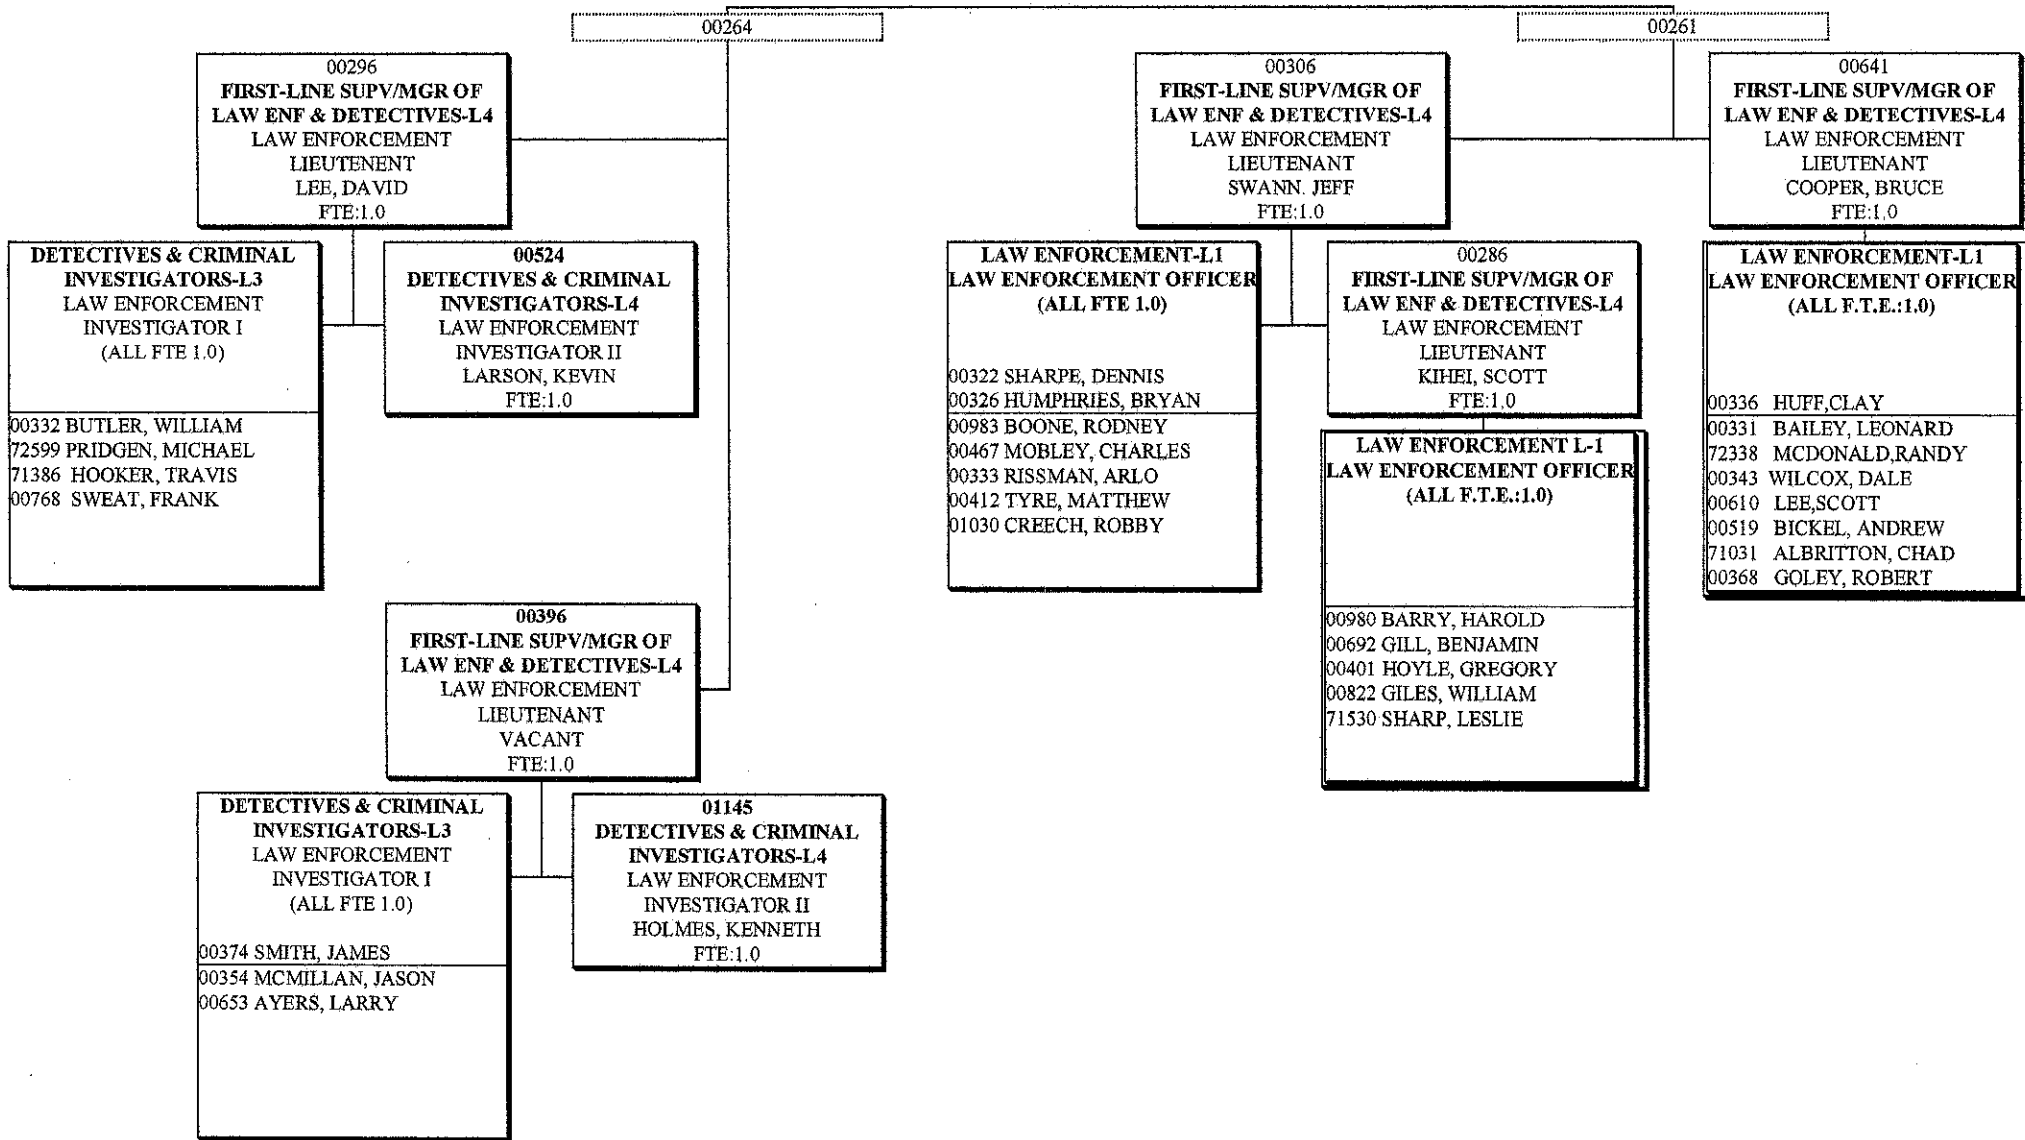 00264
00261
00296
FIRST-LINE SUPV/MGR OF
LAW ENF & DETECTIVES-L4
LAW ENFORCEMENT
LIEUTENENT
LEE, DAVID
FTE:1.0
DETECTIVES & CRIMINAL
INVESTIGATORS-L3
LAW ENFORCEMENT
INVESTIGATOR I
(ALL FTE 1.0)
00332 BUTLER, WILLIAM
72599 PRIDGEN, MICHAEL
71386 HOOKER, TRAVIS
00768 SWEAT, FRANK
00524
DETECTIVES & CRIMINAL
INVESTIGATORS-L4
LAW ENFORCEMENT
INVESTIGATOR II
LARSON, KEVIN
FTE:1.0
00396
FIRST-LINE SUPV/MGR OF
LAW ENF & DETECTIVES-L4
LAW ENFORCEMENT
LIEUTENANT
VACANT
FTE:1.0
DETECTIVES & CRIMINAL
INVESTIGATORS-L3
LAW ENFORCEMENT
INVESTIGATOR I
(ALL FTE 1.0)
00374 SMITH, JAMES
00354 MCMILLAN, JASON
00653 AYERS, LARRY
01145
DETECTIVES & CRIMINAL
INVESTIGATORS-L4
LAW ENFORCEMENT
INVESTIGATOR II
HOLMES, KENNETH
FTE:1.0
00306
FIRST-LINE SUPV/MGR OF
LAW ENF & DETECTIVES-L4
LAW ENFORCEMENT
LIEUTENANT
SWANN. JEFF
FTE:1.0
LAW ENFORCEMENT-L1
LAW ENFORCEMENT OFFICER
(ALL FTE 1.0)
00322 SHARPE, DENNIS
00326 HUMPHRIES, BRYAN
00983 BOONE, RODNEY
00467 MOBLEY, CHARLES
00333 RISSMAN, ARLO
00412 TYRE, MATTHEW
01030 CREECH, ROBBY
00286
FIRST-LINE SUPV/MGR OF
LAW ENF & DETECTIVES-L4
LAW ENFORCEMENT
LIEUTENANT
KIHEI, SCOTT
FTE:1.0
LAW ENFORCEMENT L-1
LAW ENFORCEMENT OFFICER
(ALL F.T.E.:1.0)
00980 BARRY, HAROLD
00692 GILL, BENJAMIN
00401 HOYLE, GREGORY
00822 GILES, WILLIAM
71530 SHARP, LESLIE
00641
FIRST-LINE SUPV/MGR OF
LAW ENF & DETECTIVES-L4
LAW ENFORCEMENT
LIEUTENANT
COOPER, BRUCE
FTE:1.0
LAW ENFORCEMENT-L1
LAW ENFORCEMENT OFFICER
(ALL F.T.E.:1.0)
00336 HUFF,CLAY
00331 BAILEY, LEONARD
72338 MCDONALD,RANDY
00343 WILCOX, DALE
00610 LEE,SCOTT
00519 BICKEL, ANDREW
71031 ALBRITTON, CHAD
00368 GOLEY, ROBERT